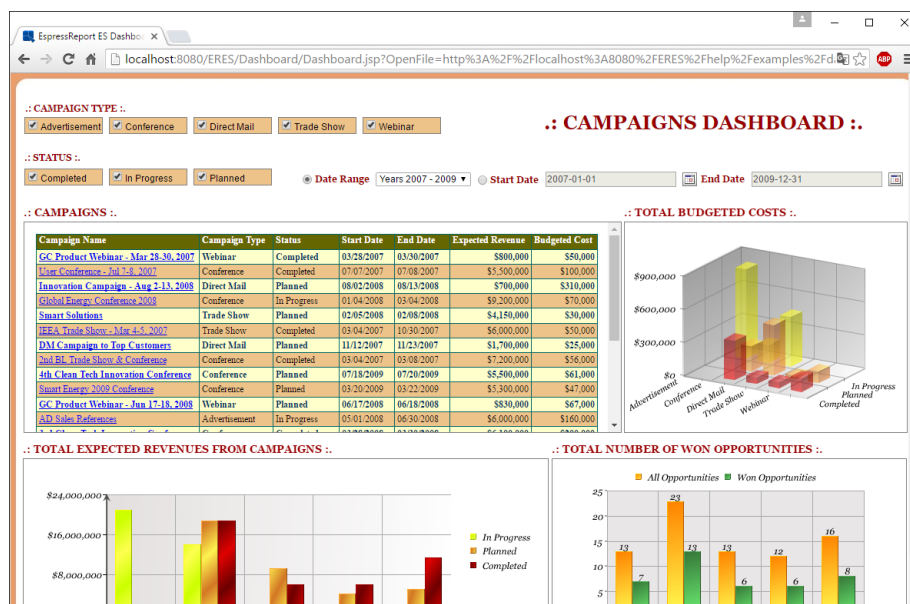 EspressReport ES Dashbo
localhost:8080/ERES/Dashboard/Dashboard.jsp?OpenFile=http%3A%2F%2Flocalhost%3A8080%2FERES%2Fhelp%2Fexamples%2Fd
ABP
.: CAMPAIGN TYPE :.
Advertisement Conference Direct Mail Trade Show Webinar
.: CAMPAIGNS DASHBOARD :.
.: STATUS :.
Completed In Progress Planned
Date Range Years 2007 - 2009 Start Date 2007-01-01 End Date 2009-12-31
.: CAMPAIGNS :.
Campaign Name Campaign Type Status Start Date End Date Expected Revenue Budgeted Cost
GC Product Webinar - Mar 28-30, 2007 Webinar Completed 03/28/2007 03/30/2007 $800,000 $50,000
User Conference - Jul 7-8, 2007 Conference Completed 07/07/2007 07/08/2007 $5,500,000 $100,000
Innovation Campaign - Aug 2-13, 2008 Direct Mail Planned 08/02/2008 08/13/2008 $700,000 $310,000
Global Energy Conference 2008 Conference In Progress 01/04/2008 03/04/2008 $9,200,000 $70,000
Smart Solutions Trade Show Planned 02/05/2008 02/08/2008 $4,150,000 $30,000
IEEA Trade Show - Mar 4-5, 2007 Trade Show Completed 03/04/2007 10/30/2007 $6,000,000 $50,000
DM Campaign to Top Customers Direct Mail Planned 11/12/2007 11/23/2007 $1,700,000 $25,000
2nd BL Trade Show & Conference Conference Completed 03/04/2007 03/08/2007 $7,200,000 $56,000
4th Clean Tech Innovation Conference Conference Planned 07/18/2009 07/20/2009 $5,500,000 $61,000
Smart Energy 2009 Conference Conference Planned 03/20/2009 03/22/2009 $5,300,000 $47,000
GC Product Webinar - Jun 17-18, 2008 Webinar Planned 06/17/2008 06/18/2008 $830,000 $67,000
AD Sales References Advertisement In Progress 05/01/2008 06/30/2008 $6,000,000 $160,000
.: TOTAL BUDGETED COSTS :.
$900,000
$600,000
$300,000
$0
Advertisement
Conference
Direct Mail
Trade Show
Webinar
In Progress
Planned
Completed
.: TOTAL EXPECTED REVENUES FROM CAMPAIGNS :.
$24,000,000
$16,000,000
$8,000,000
In Progress
Planned
Completed
.: TOTAL NUMBER OF WON OPPORTUNITIES :.
All Opportunities Won Opportunities
25
20
15
10
5
13 7 23 13 13 6 12 6 16 8